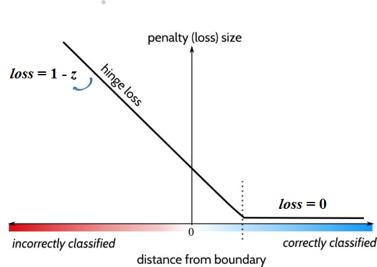 penalty (loss) size
loss = 1 - z
hinge loss
loss = 0
0
incorrectly classified
correctly classified
distance from boundary